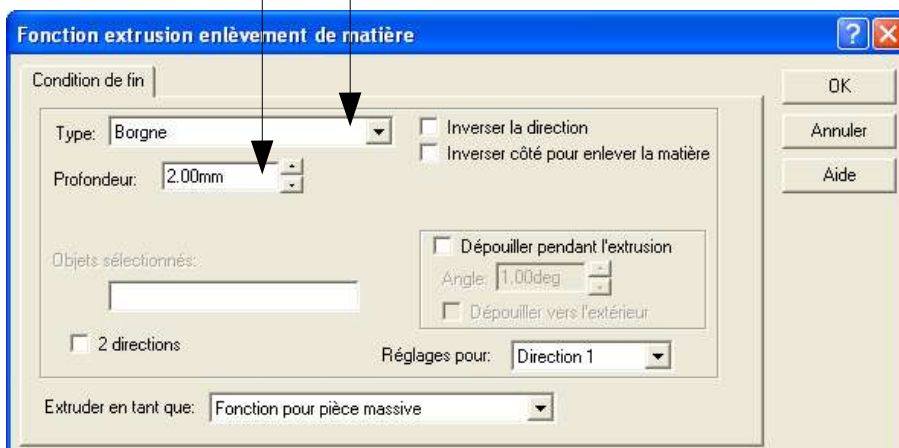 Fonction extrusion enlèvement de matière
Condition de fin
OK
Annuler
Aide
Type: Borgne
Inverser la direction
Inverser côté pour enlever la matière
Profondeur: 2.00mm
Dépouiller pendant l'extrusion
Angle: 1.00deg
Dépouiller vers l'extérieur
Objets sélectionnés:
2 directions
Réglages pour: Direction 1
Extruder en tant que: Fonction pour pièce massive